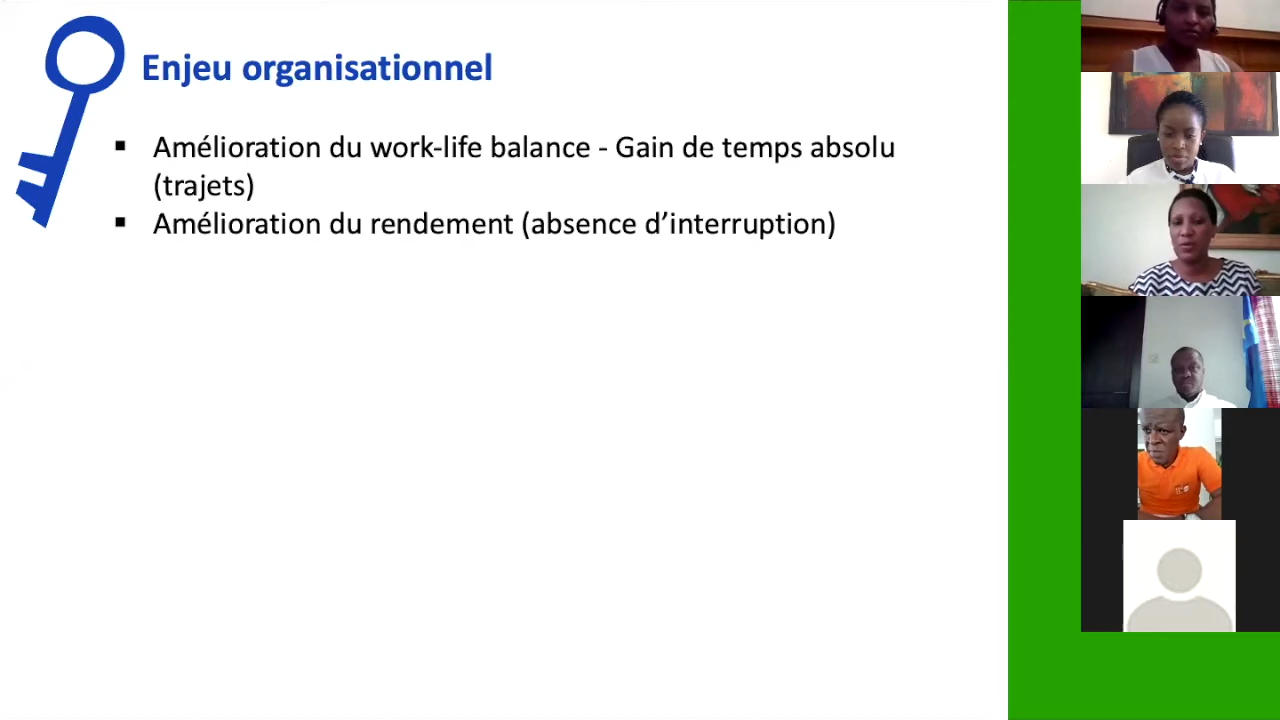 Enjeu organisationnel
▪ Amélioration du work-life balance - Gain de temps absolu
(trajets)
▪ Amélioration du rendement (absence d’interruption)